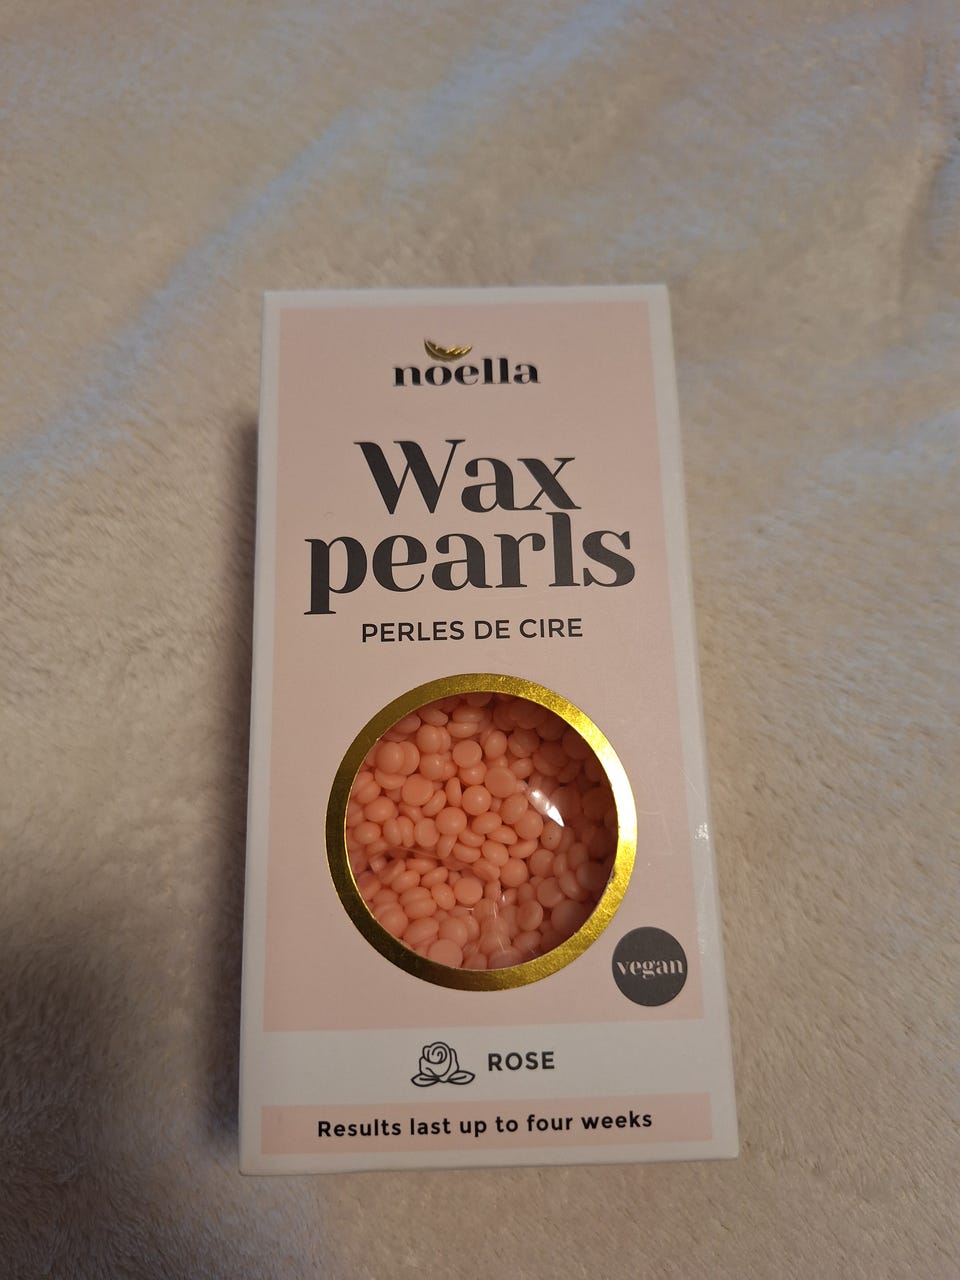 noella
Wax
pearls
PERLES DE CIRE
vegan
ROSE
Results last up to four weeks